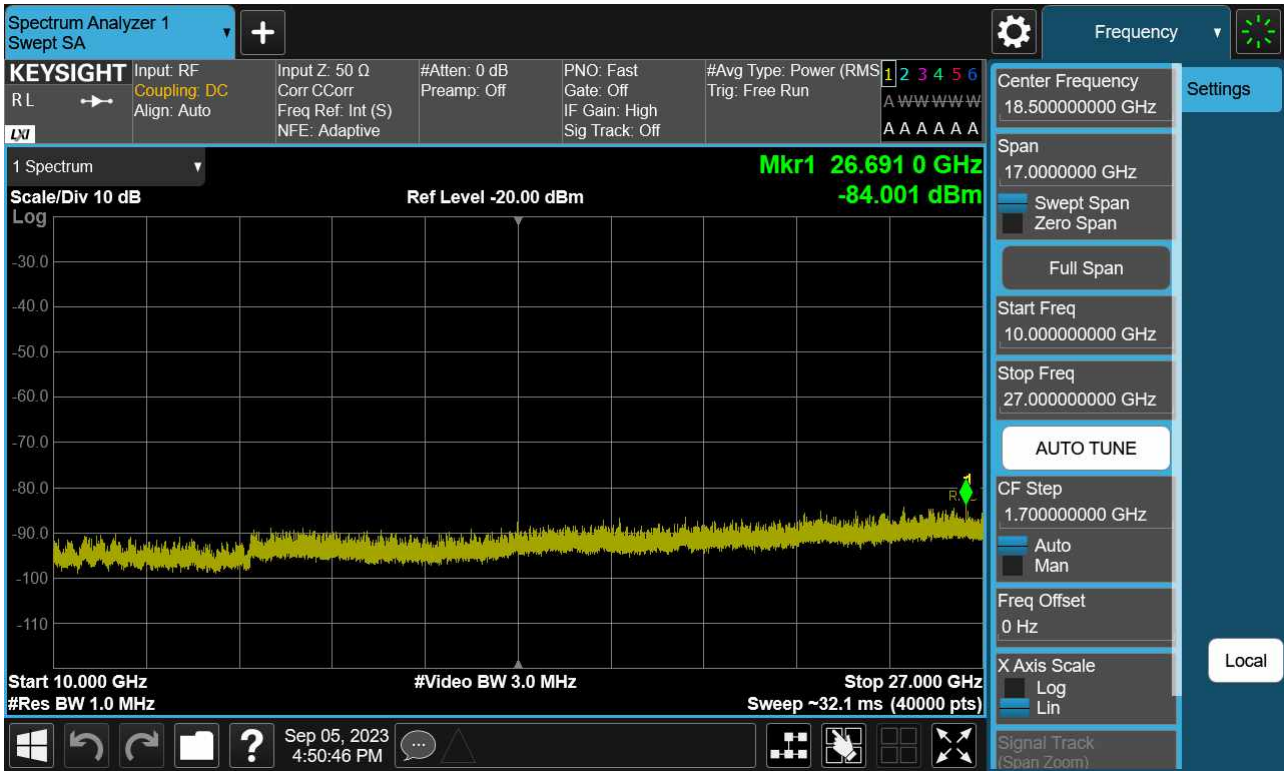 Spectrum Analyzer 1
Swept SA
+
Frequency
KEYSIGHT
R L
LXI
Input: RF
Coupling: DC
Align: Auto
Input Z: 50 Ω
Corr CCorr
Freq Ref: Int (S)
NFE: Adaptive
#Atten: 0 dB
Preamp: Off
PNO: Fast
Gate: Off
IF Gain: High
Sig Track: Off
#Avg Type: Power (RMS
Trig: Free Run
1 2 3 4 5 6
A W W W W W
A A A A A A
1 Spectrum
Scale/Div 10 dB
Log
Ref Level -20.00 dBm
Mkr1 26.691 0 GHz
-84.001 dBm
-30.0
-40.0
-50.0
-60.0
-70.0
-80.0
-90.0
-100
-110
1
Start 10.000 GHz
#Res BW 1.0 MHz
#Video BW 3.0 MHz
Stop 27.000 GHz
Sweep ~32.1 ms (40000 pts)
Center Frequency
18.500000000 GHz
Span
17.0000000 GHz
Swept Span
Zero Span
Full Span
Start Freq
10.000000000 GHz
Stop Freq
27.000000000 GHz
AUTO TUNE
CF Step
1.700000000 GHz
Auto
Man
Freq Offset
0 Hz
X Axis Scale
Log
Lin
Signal Track
(Span Zoom)
Settings
Local
?
Sep 05, 2023
4:50:46 PM